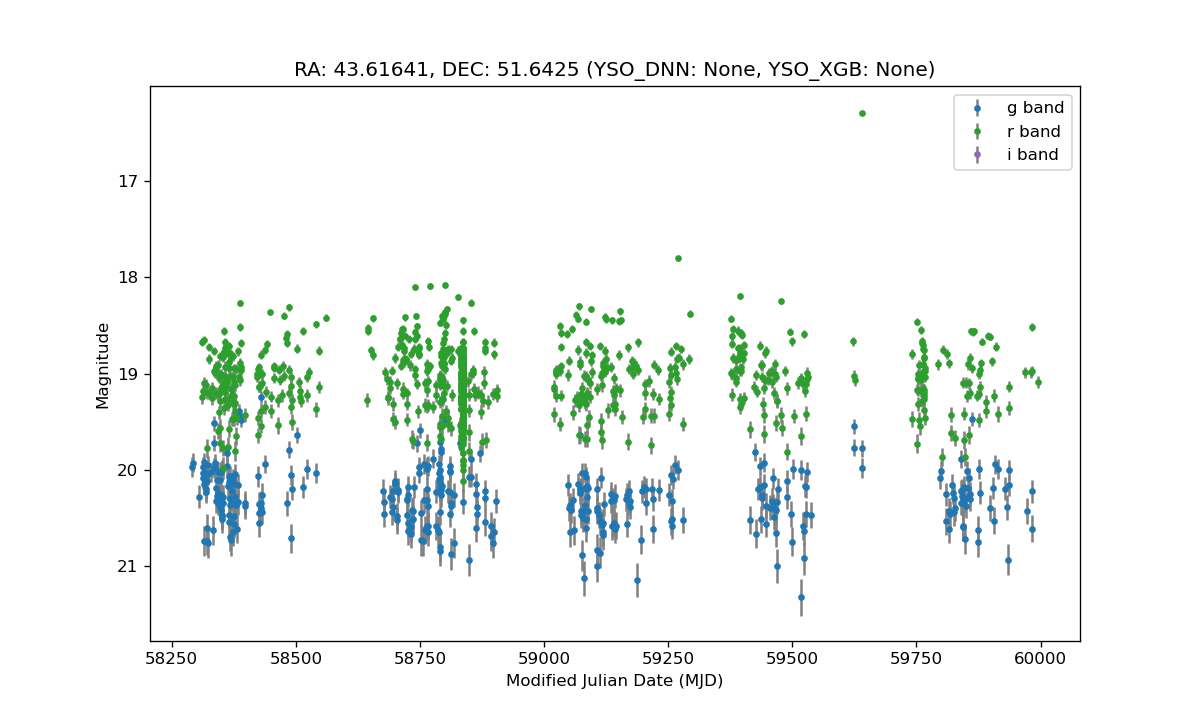 RA: 43.61641, DEC: 51.6425 (YSO_DNN: None, YSO_XGB: None)
g band
r band
i band
17
18
19
20
21
Magnitude
58250 58500 58750 59000 59250 59500 59750 60000
Modified Julian Date (MJD)